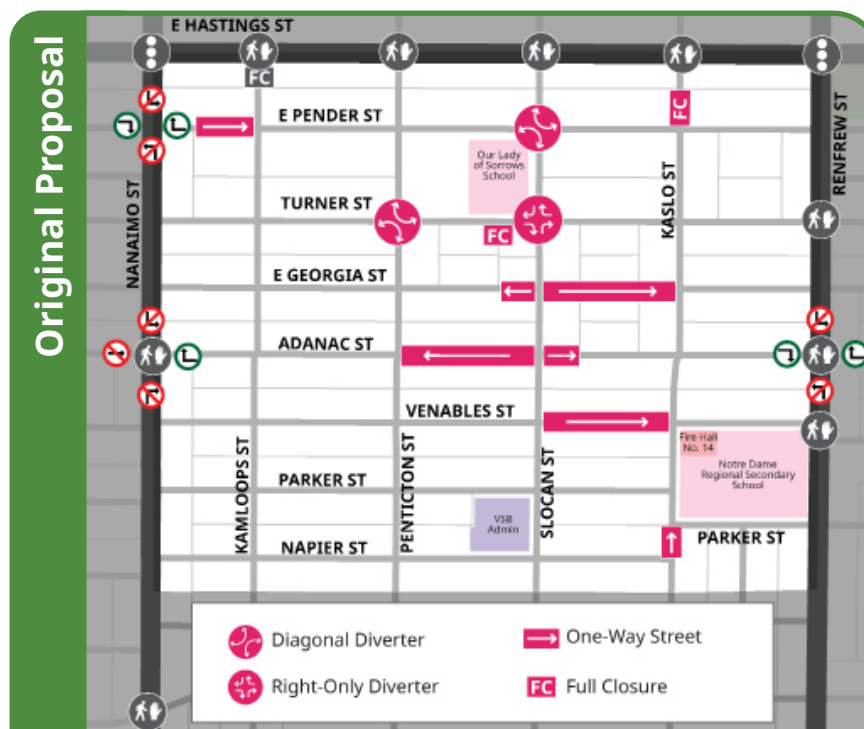 Original Proposal
E HASTINGS ST
FC
E PENDER ST
FC
RENFREW ST
Our Lady
of Sorrows
School
NANAIMO ST
TURNER ST
KASLO ST
FC
E GEORGIA ST
ADANAC ST
VENABLES ST
KAMLOOPS ST
PENTICTON ST
SLOCAN ST
Fire Hall
No. 14
Notre Dame
Regional Secondary
School
PARKER ST
VSB
Admin
PARKER ST
NAPIER ST
Diagonal Diverter
One-Way Street
Right-Only Diverter
FC Full Closure